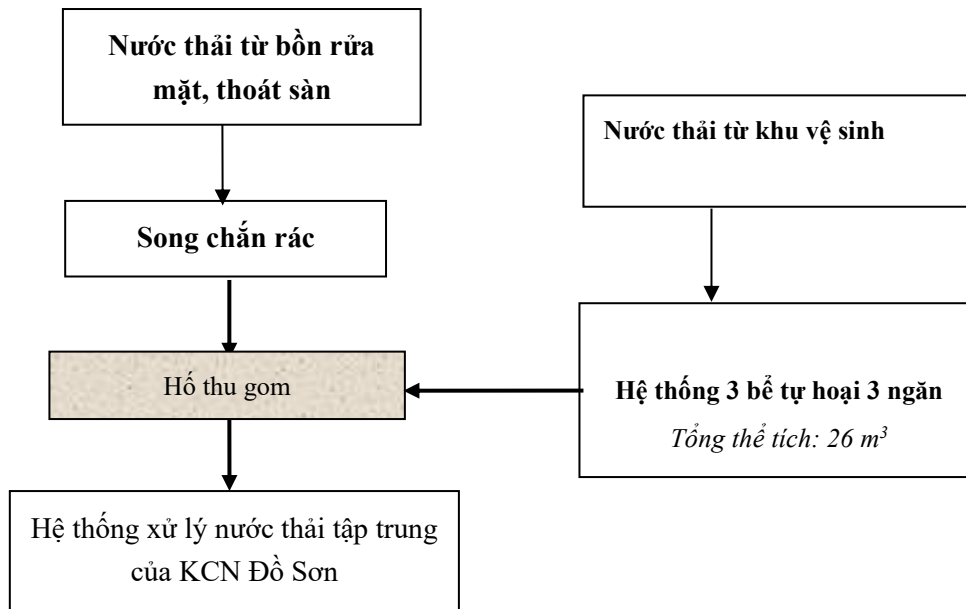 Nước thải từ bồn rửa
mặt, thoát sàn
Nước thải từ khu vệ sinh
Song chắn rác
Hố thu gom
Hệ thống 3 bể tự hoại 3 ngăn
Tổng thể tích: 26 m³
Hệ thống xử lý nước thải tập trung
của KCN Đồ Sơn